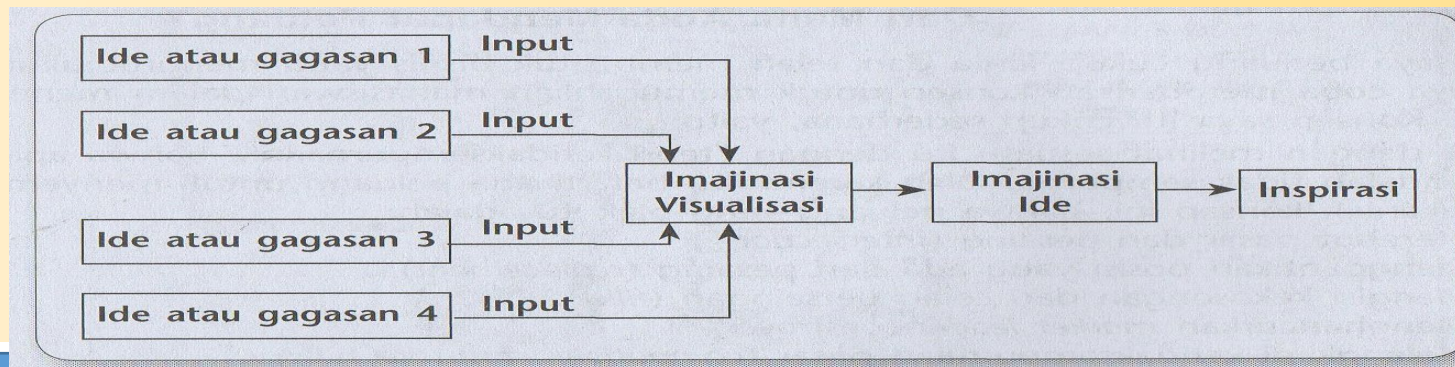 Ide atau gagasan 1
Input
Ide atau gagasan 2
Input
Imajinasi
Visualisasi
Imajinasi
Ide
Inspirasi
Ide atau gagasan 3
Input
Ide atau gagasan 4
Input